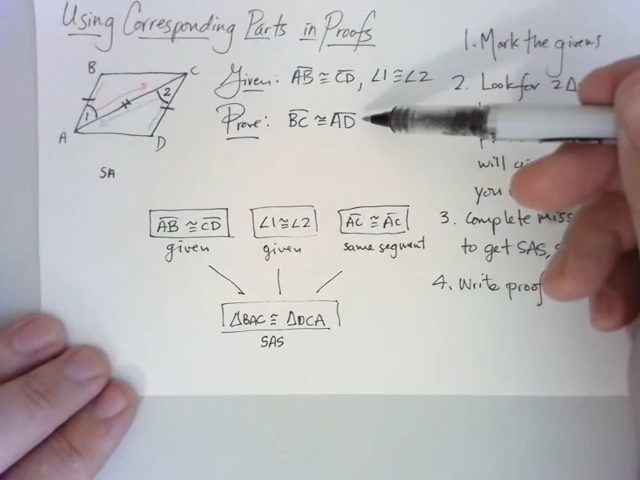 Using Corresponding Parts in Proofs
B
C
2
1
A
D
SA
Given: AB ≅ CD, ∠1≅∠2
Prove: BC ≅ AD
1. Mark the givens
2. Look for 2Δ
will
you
3. Complete
to get SAS,
4. Write proof
AB ≅ CD
given
∠1≅∠2
given
AC ≅ AC
same segment
ΔBAC ≅ ΔDCA
SAS